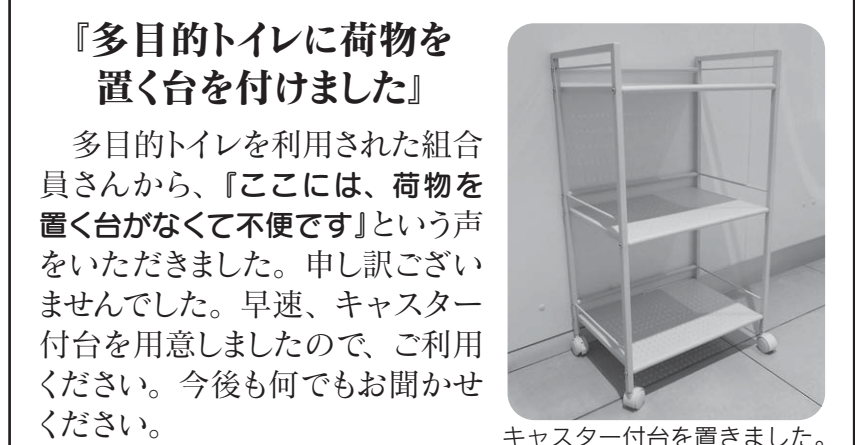 『多目的トイレに荷物を
置く台を付けました』
多目的トイレを利用された組合
員さんから、『ここには、荷物を
置く台がなくて不便です』という声
をいただきました。申し訳ござい
ませんでした。早速、キャスター
付台を用意しましたので、ご利用
ください。今後も何でもお聞かせ
ください。
キャスター付台を置きました。